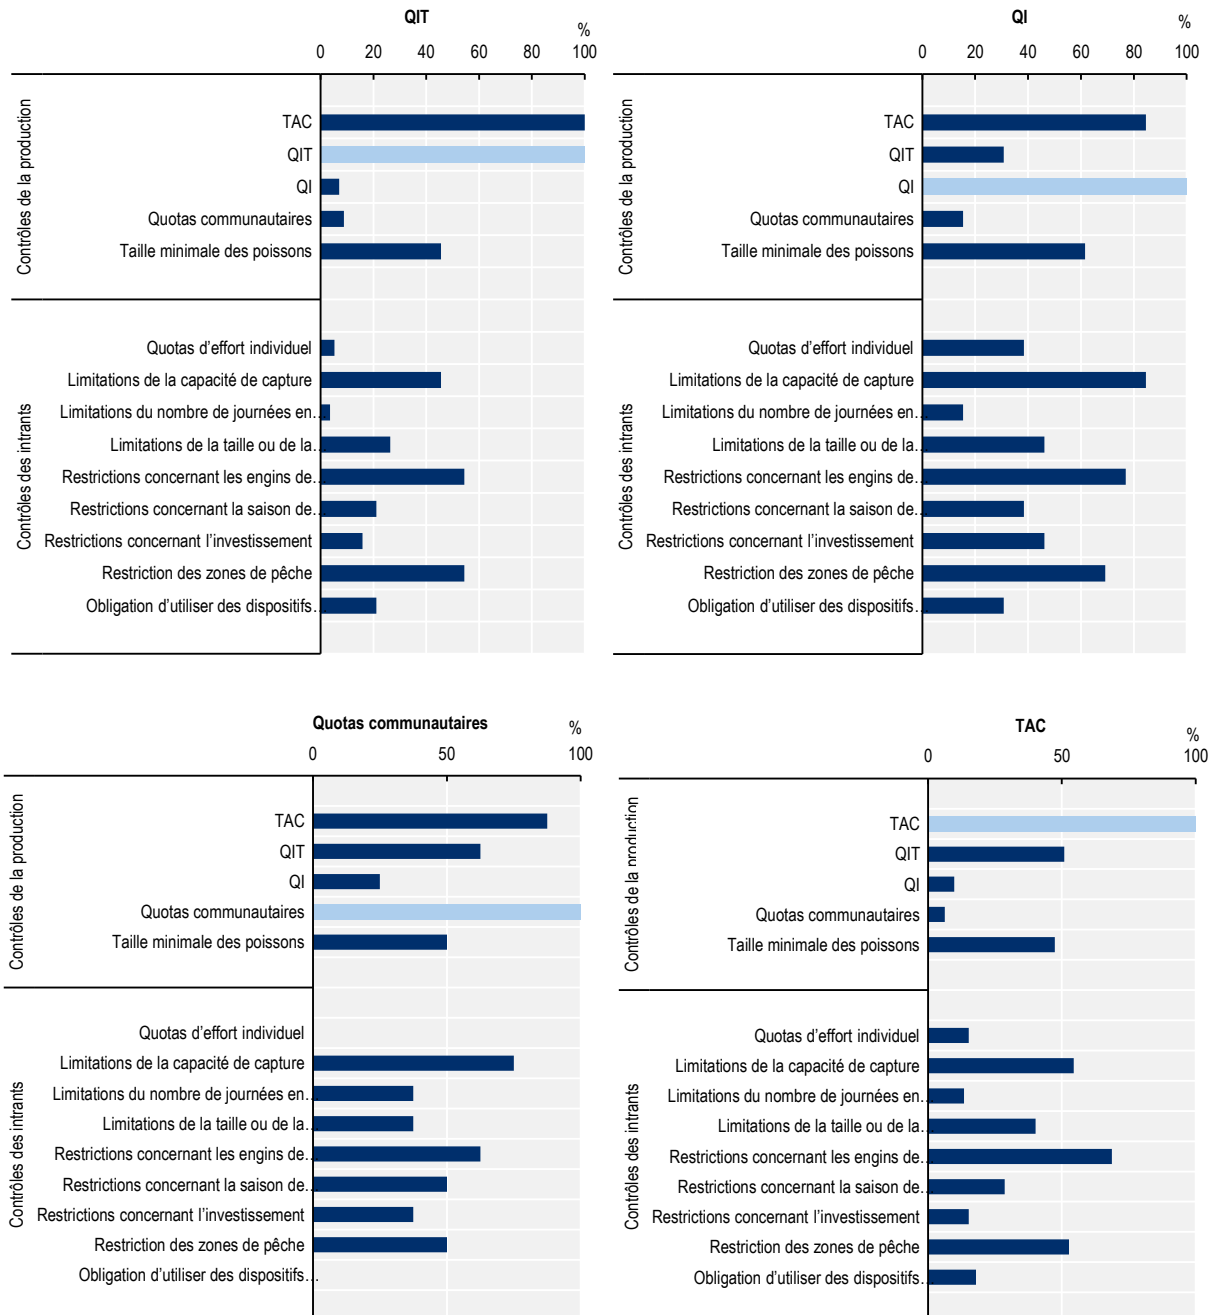 QIT
%
0 20 40 60 80 100
Contrôles de la production
TAC
QIT
QI
Quotas communautaires
Taille minimale des poissons
Contrôles des intrants
Quotas d’effort individuel
Limitations de la capacité de capture
Limitations du nombre de journées en…
Limitations de la taille ou de la…
Restrictions concernant les engins de…
Restrictions concernant la saison de…
Restrictions concernant l’investissement
Restriction des zones de pêche
Obligation d’utiliser des dispositifs…
QI
%
0 20 40 60 80 100
Contrôles de la production
TAC
QIT
QI
Quotas communautaires
Taille minimale des poissons
Contrôles des intrants
Quotas d’effort individuel
Limitations de la capacité de capture
Limitations du nombre de journées en…
Limitations de la taille ou de la…
Restrictions concernant les engins de…
Restrictions concernant la saison de…
Restrictions concernant l’investissement
Restriction des zones de pêche
Obligation d’utiliser des dispositifs…
Quotas communautaires
%
0 50 100
Contrôles de la production
TAC
QIT
QI
Quotas communautaires
Taille minimale des poissons
Contrôles des intrants
Quotas d’effort individuel
Limitations de la capacité de capture
Limitations du nombre de journées en…
Limitations de la taille ou de la…
Restrictions concernant les engins de…
Restrictions concernant la saison de…
Restrictions concernant l’investissement
Restriction des zones de pêche
Obligation d’utiliser des dispositifs…
TAC
%
0 50 100
Contrôles de la production
TAC
QIT
QI
Quotas communautaires
Taille minimale des poissons
Contrôles des intrants
Quotas d’effort individuel
Limitations de la capacité de capture
Limitations du nombre de journées en…
Limitations de la taille ou de la…
Restrictions concernant les engins de…
Restrictions concernant la saison de…
Restrictions concernant l’investissement
Restriction des zones de pêche
Obligation d’utiliser des dispositifs…